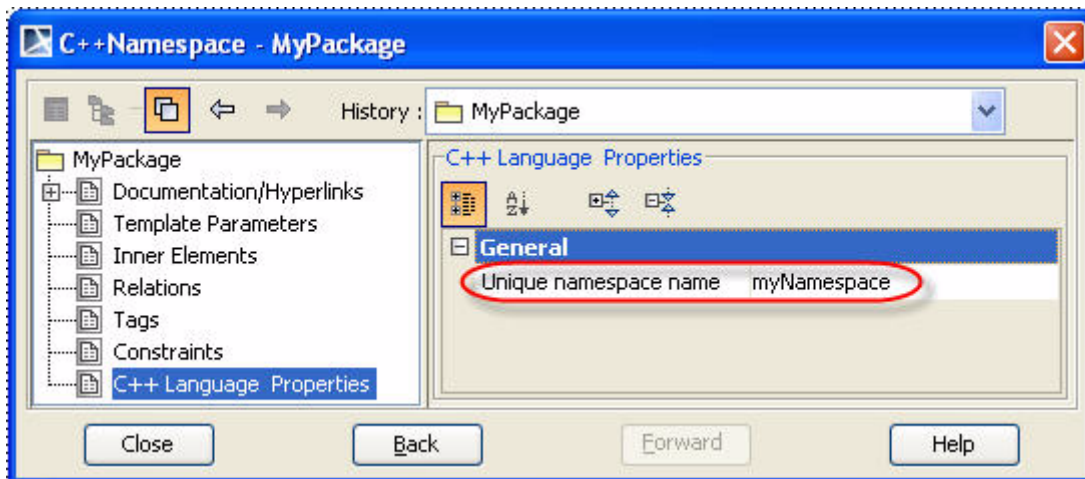 C++Namespace - MyPackage
History : MyPackage
MyPackage
Documentation/Hyperlinks
Template Parameters
Inner Elements
Relations
Tags
Constraints
C++ Language Properties
C++ Language Properties
General
Unique namespace name myNamespace
Close Back Forward Help